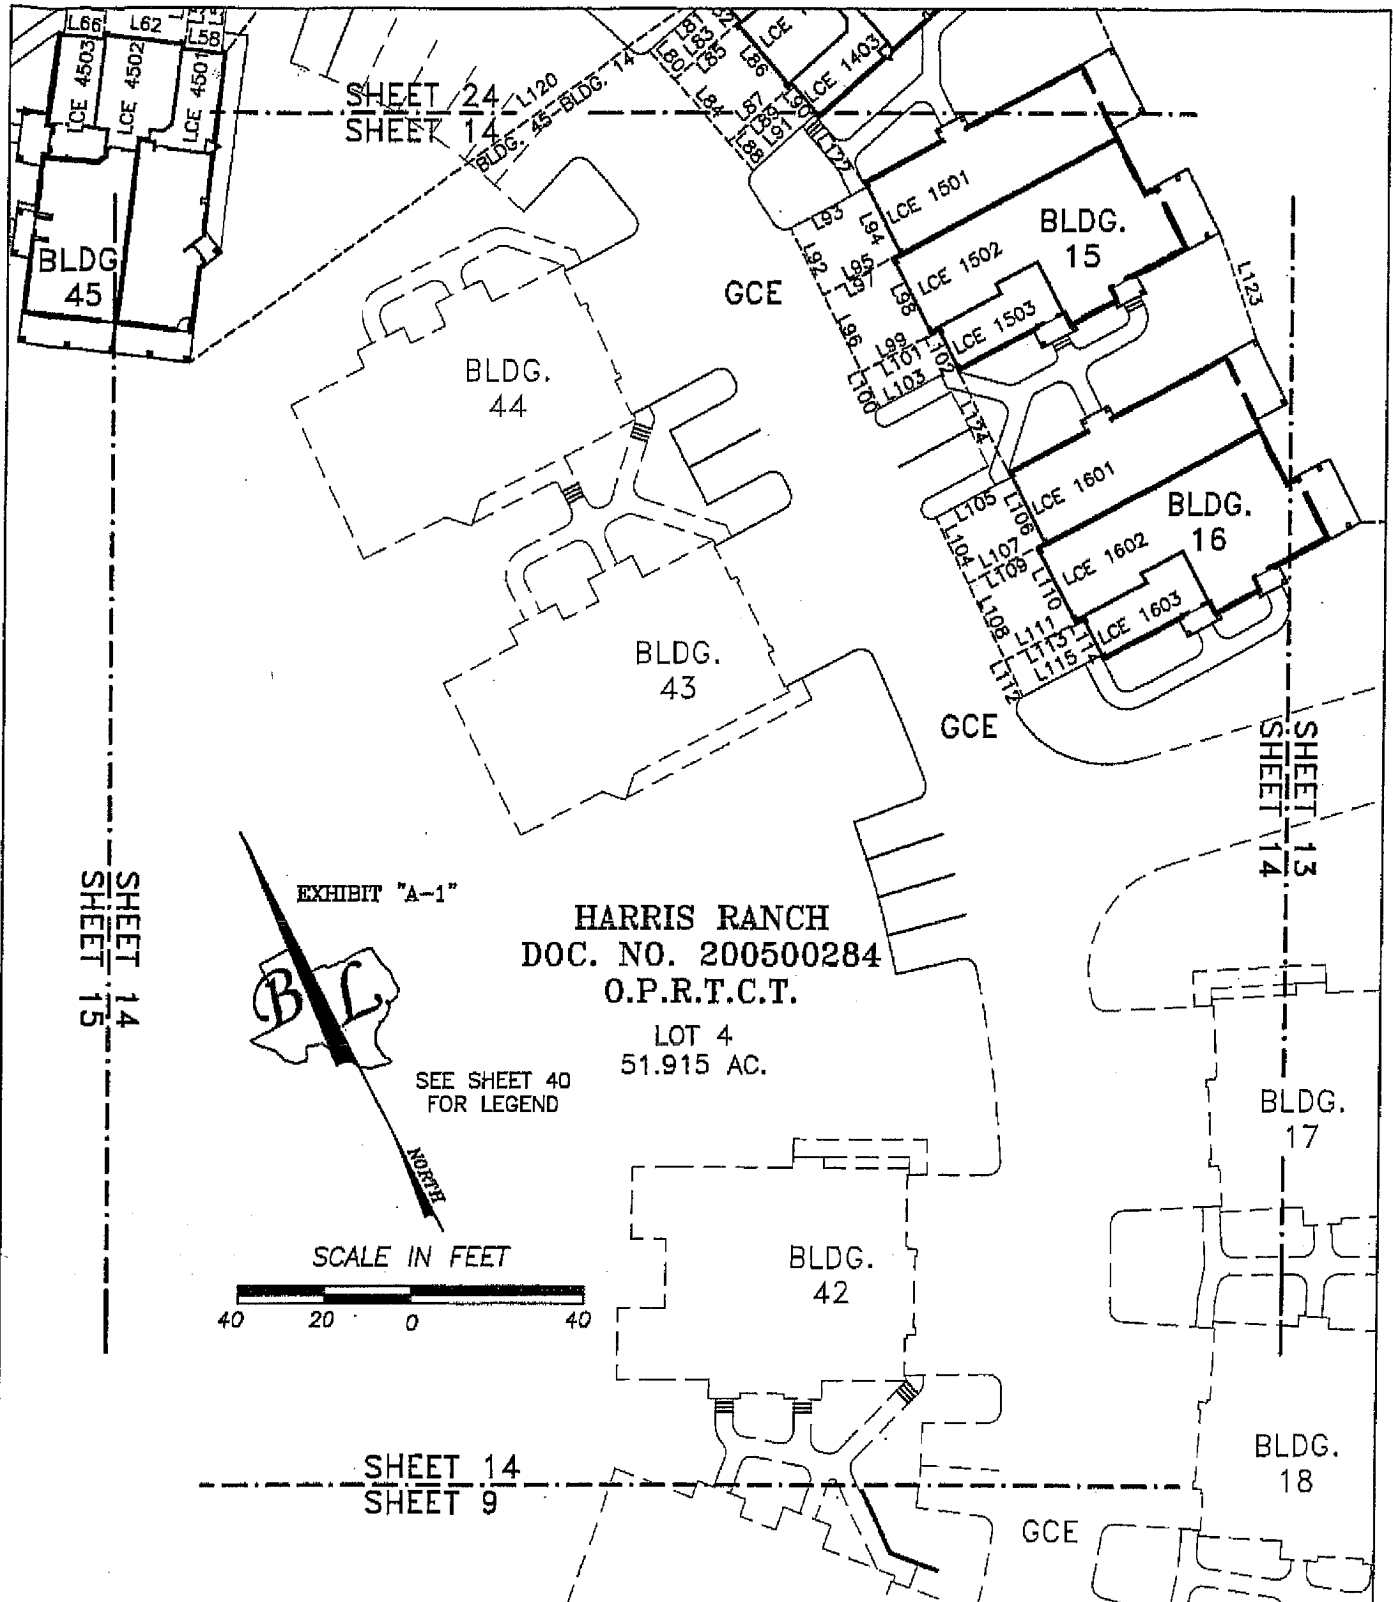 L66 L62
L58
LCE 4503
LCE 4502
LCE 4501
BLDG
45
SHEET 24
SHEET 14
L120
BLDG. 45-BLDG. 14
L81
L83
L85
L80
L84
L86
L87
L89
L91
L88
L90
LCE 1403
L122
L93
L94
L92
L95
L97
L98
L96
L99
L101
L102
L103
L100
L124
LCE 1501
LCE 1502
LCE 1503
BLDG.
15
L123
GCE
BLDG.
44
L105
L106
L104
L107
L109
L110
L108
L111
L113
L114
L115
L112
LCE 1601
LCE 1602
LCE 1603
BLDG.
16
BLDG.
43
GCE
SHEET 13
SHEET 14
SHEET 14
SHEET 15
EXHIBIT "A-1"
B L
NORTH
HARRIS RANCH
DOC. NO. 200500284
O.P.R.T.C.T.
LOT 4
51.915 AC.
SEE SHEET 40
FOR LEGEND
SCALE IN FEET
40 20 0 40
BLDG.
17
BLDG.
42
BLDG.
18
SHEET 14
SHEET 9
GCE